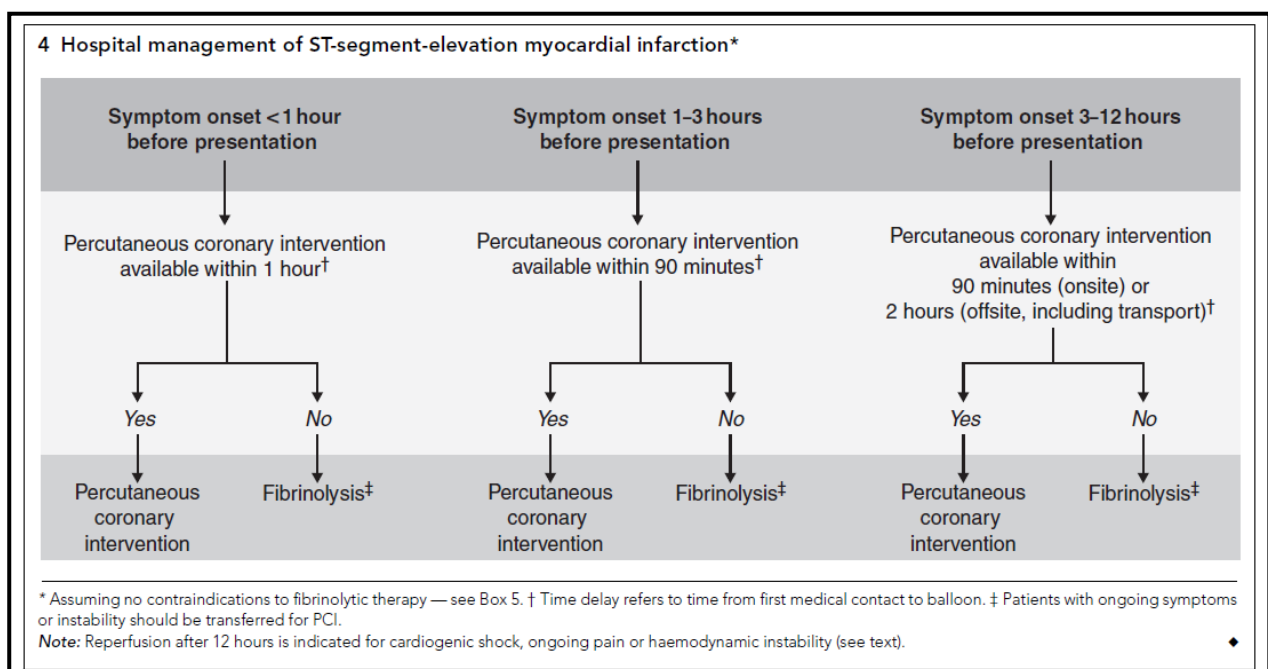 4 Hospital management of ST-segment-elevation myocardial infarction*
Symptom onset <1 hour
before presentation
Symptom onset 1–3 hours
before presentation
Symptom onset 3–12 hours
before presentation
Percutaneous coronary intervention
available within 1 hour†
Percutaneous coronary intervention
available within 90 minutes†
Percutaneous coronary intervention
available within
90 minutes (onsite) or
2 hours (offsite, including transport)†
Yes
No
Yes
No
Yes
No
Percutaneous
coronary
intervention
Fibrinolysis‡
Percutaneous
coronary
intervention
Fibrinolysis‡
Percutaneous
coronary
intervention
Fibrinolysis‡
* Assuming no contraindications to fibrinolytic therapy — see Box 5. † Time delay refers to time from first medical contact to balloon. ‡ Patients with ongoing symptoms
or instability should be transferred for PCI.
Note: Reperfusion after 12 hours is indicated for cardiogenic shock, ongoing pain or haemodynamic instability (see text). ◆